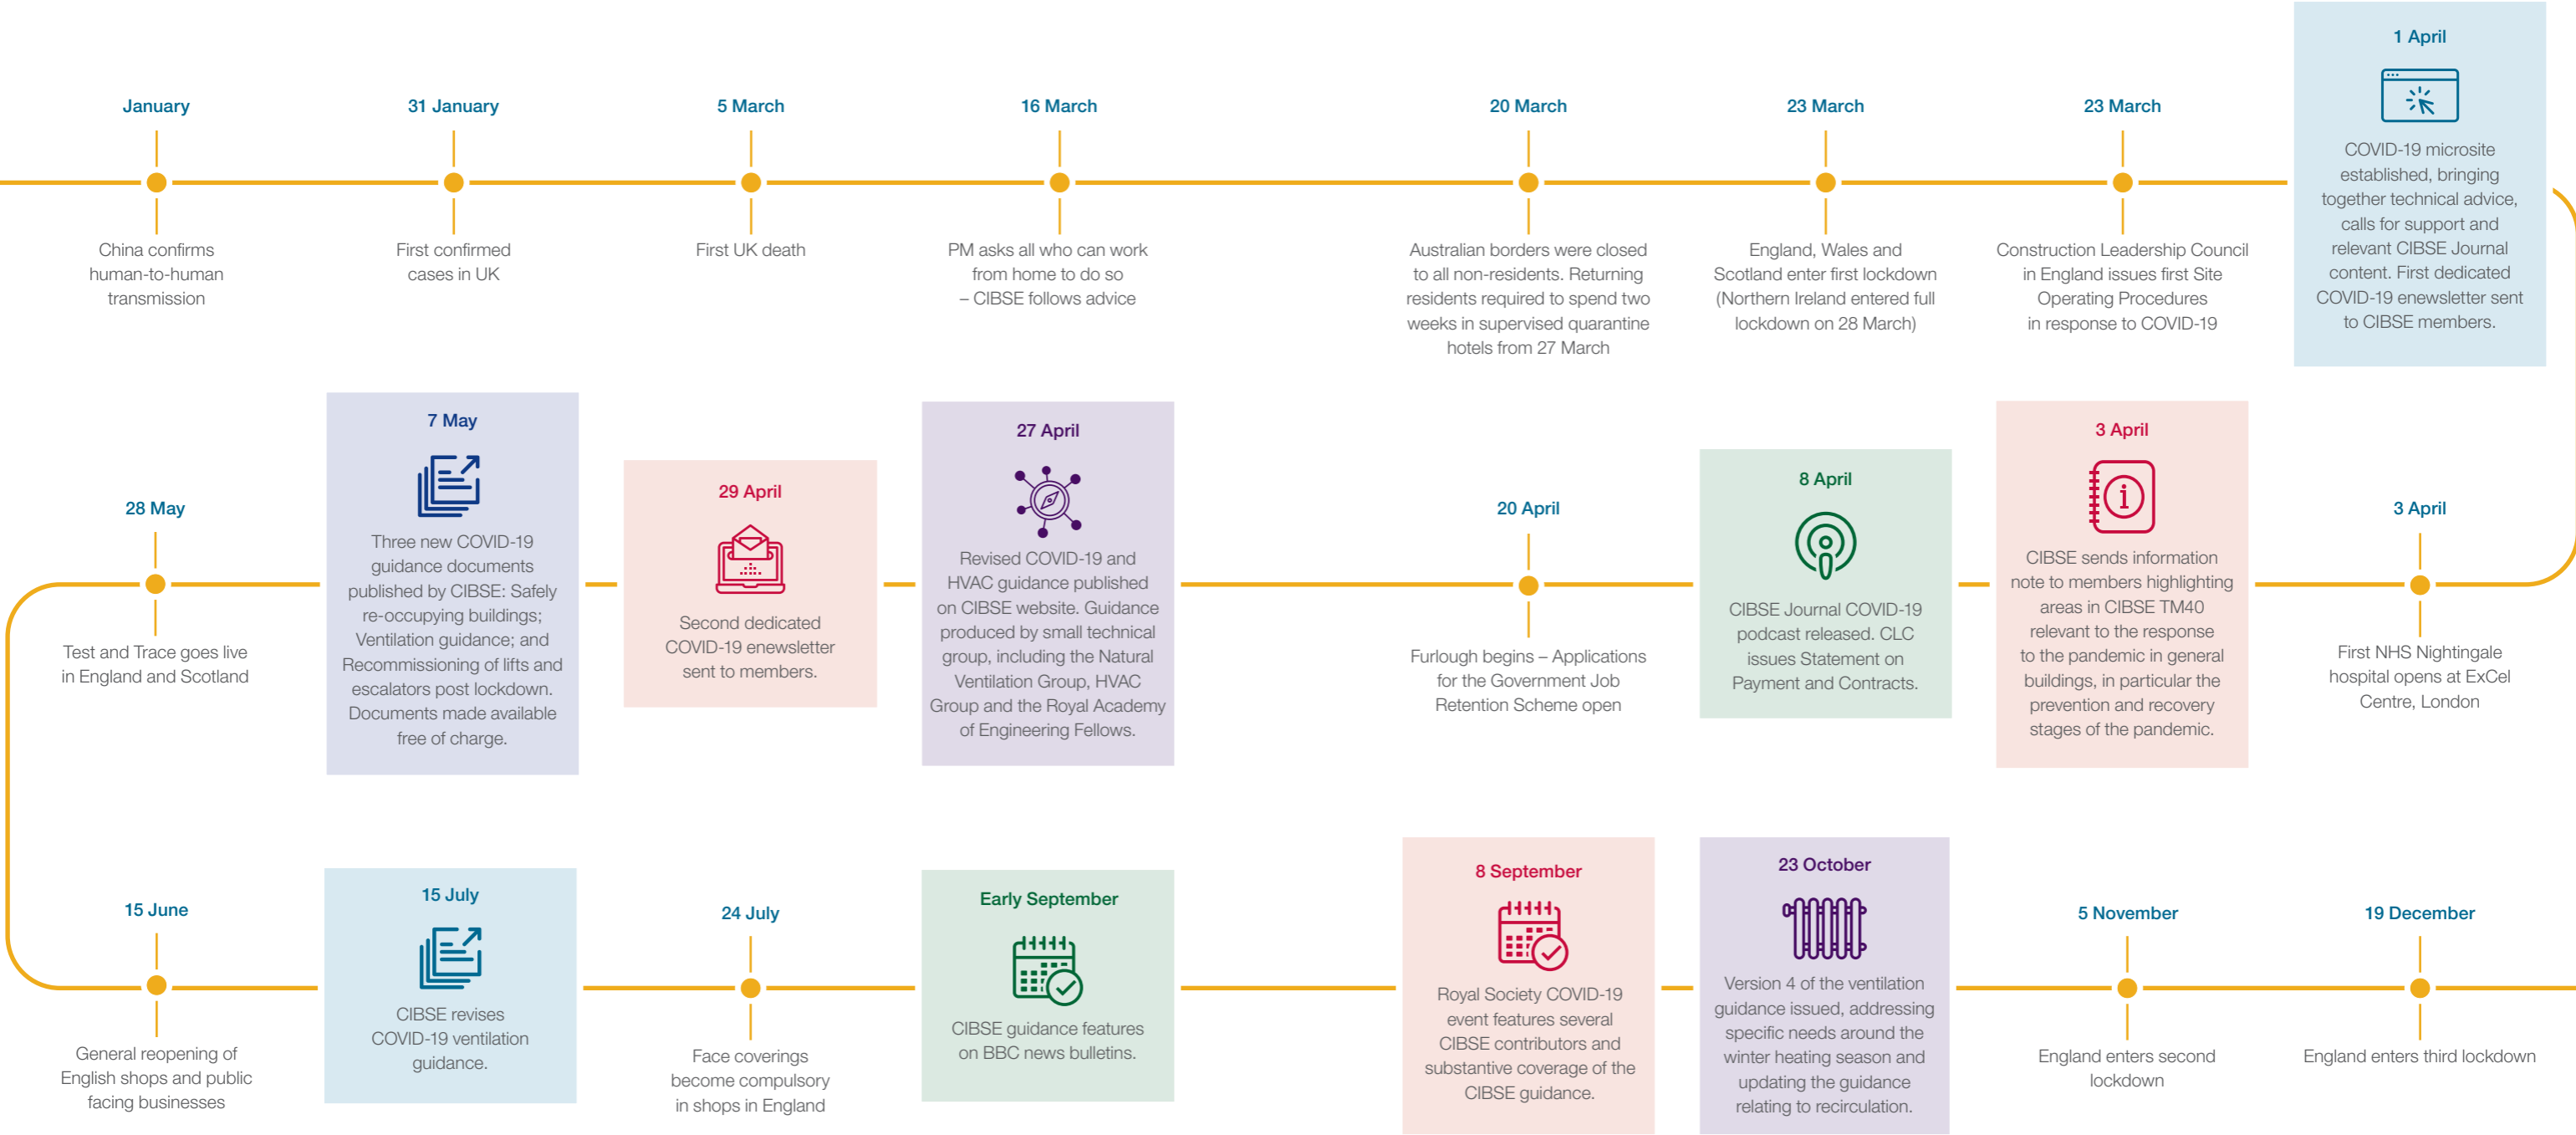 January
China confirms
human-to-human
transmission
31 January
First confirmed
cases in UK
5 March
First UK death
16 March
PM asks all who can work
from home to do so
– CIBSE follows advice
20 March
Australian borders were closed
to all non-residents. Returning
residents required to spend two
weeks in supervised quarantine
hotels from 27 March
23 March
England, Wales and
Scotland enter first lockdown
(Northern Ireland entered full
lockdown on 28 March)
23 March
Construction Leadership Council
in England issues first Site
Operating Procedures
in response to COVID-19
1 April
COVID-19 microsite
established, bringing
together technical advice,
calls for support and
relevant CIBSE Journal
content. First dedicated
COVID-19 enewsletter sent
to CIBSE members.
3 April
First NHS Nightingale
hospital opens at ExCel
Centre, London
3 April
CIBSE sends information
note to members highlighting
areas in CIBSE TM40
relevant to the response
to the pandemic in general
buildings, in particular the
prevention and recovery
stages of the pandemic.
8 April
CIBSE Journal COVID-19
podcast released. CLC
issues Statement on
Payment and Contracts.
20 April
Furlough begins – Applications
for the Government Job
Retention Scheme open
27 April
Revised COVID-19 and
HVAC guidance published
on CIBSE website. Guidance
produced by small technical
group, including the Natural
Ventilation Group, HVAC
Group and the Royal Academy
of Engineering Fellows.
29 April
Second dedicated
COVID-19 enewsletter
sent to members.
7 May
Three new COVID-19
guidance documents
published by CIBSE: Safely
re-occupying buildings;
Ventilation guidance; and
Recommissioning of lifts and
escalators post lockdown.
Documents made available
free of charge.
28 May
Test and Trace goes live
in England and Scotland
15 June
General reopening of
English shops and public
facing businesses
15 July
CIBSE revises
COVID-19 ventilation
guidance.
24 July
Face coverings
become compulsory
in shops in England
Early September
CIBSE guidance features
on BBC news bulletins.
8 September
Royal Society COVID-19
event features several
CIBSE contributors and
substantive coverage of the
CIBSE guidance.
23 October
Version 4 of the ventilation
guidance issued, addressing
specific needs around the
winter heating season and
updating the guidance
relating to recirculation.
5 November
England enters second
lockdown
19 December
England enters third lockdown